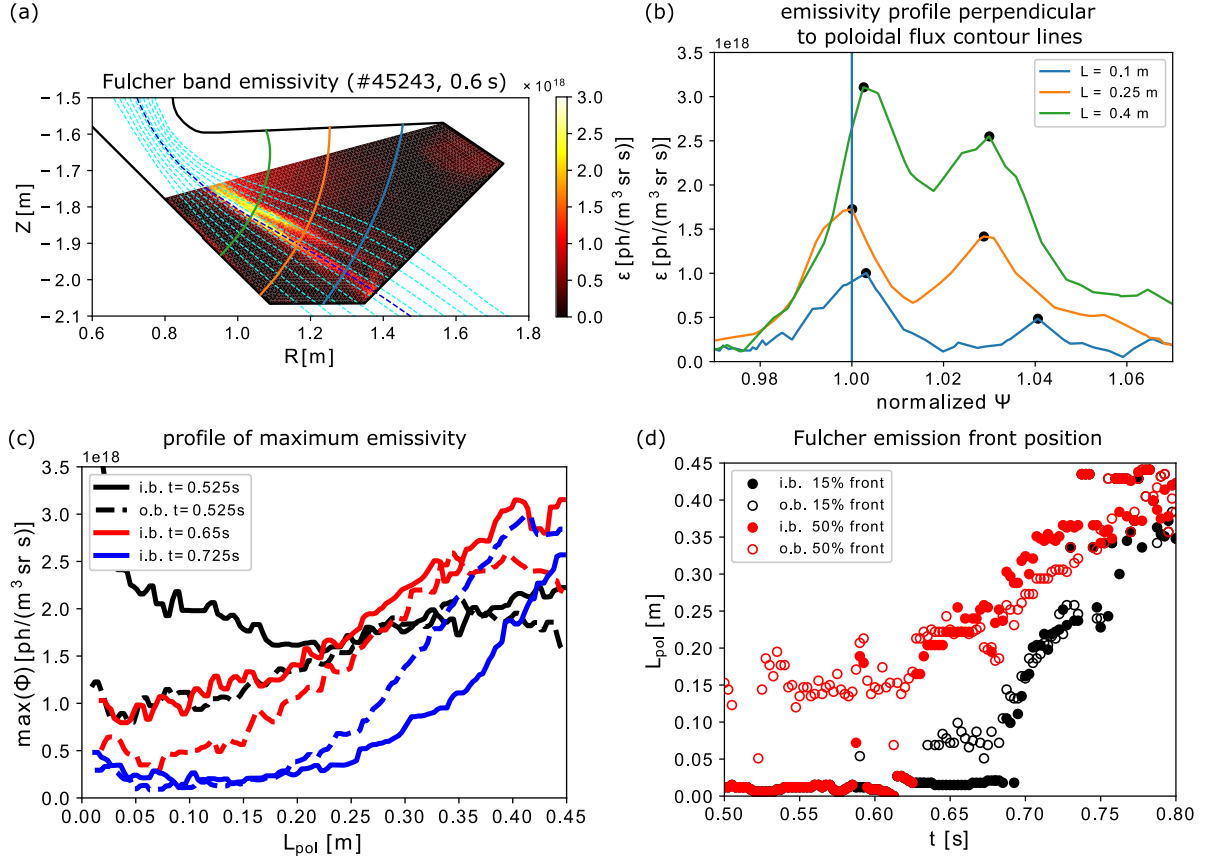 (a)
Fulcher band emissivity (#45243, 0.6 s)
× 10¹⁸
−1.5
−1.6
−1.7
−1.8
−1.9
−2.0
−2.1
Z [m]
0.6
0.8
1.0
1.2
1.4
1.6
1.8
R[m]
3.0
2.5
2.0
1.5
1.0
0.5
0.0
ε [ph/(m³ sr s)]
(b)
emissivity profile perpendicular
to poloidal flux contour lines
1e18
3.5
3.0
2.5
2.0
1.5
1.0
0.5
0.0
ε [ph/(m³ sr s)]
L = 0.1 m
L = 0.25 m
L = 0.4 m
0.98
1.00
1.02
1.04
1.06
normalized Ψ
(c)
profile of maximum emissivity
1e18
3.5
3.0
2.5
2.0
1.5
1.0
0.5
0.0
max(Φ) [ph/(m³ sr s)]
i.b. t= 0.525s
o.b. t= 0.525s
i.b. t= 0.65s
i.b. t= 0.725s
0.00
0.05
0.10
0.15
0.20
0.25
0.30
0.35
0.40
0.45
Lpol [m]
(d)
Fulcher emission front position
0.45
0.40
0.35
0.30
0.25
0.20
0.15
0.10
0.05
0.00
Lpol [m]
i.b. 15% front
o.b. 15% front
i.b. 50% front
o.b. 50% front
0.50
0.55
0.60
0.65
0.70
0.75
0.80
t [s]